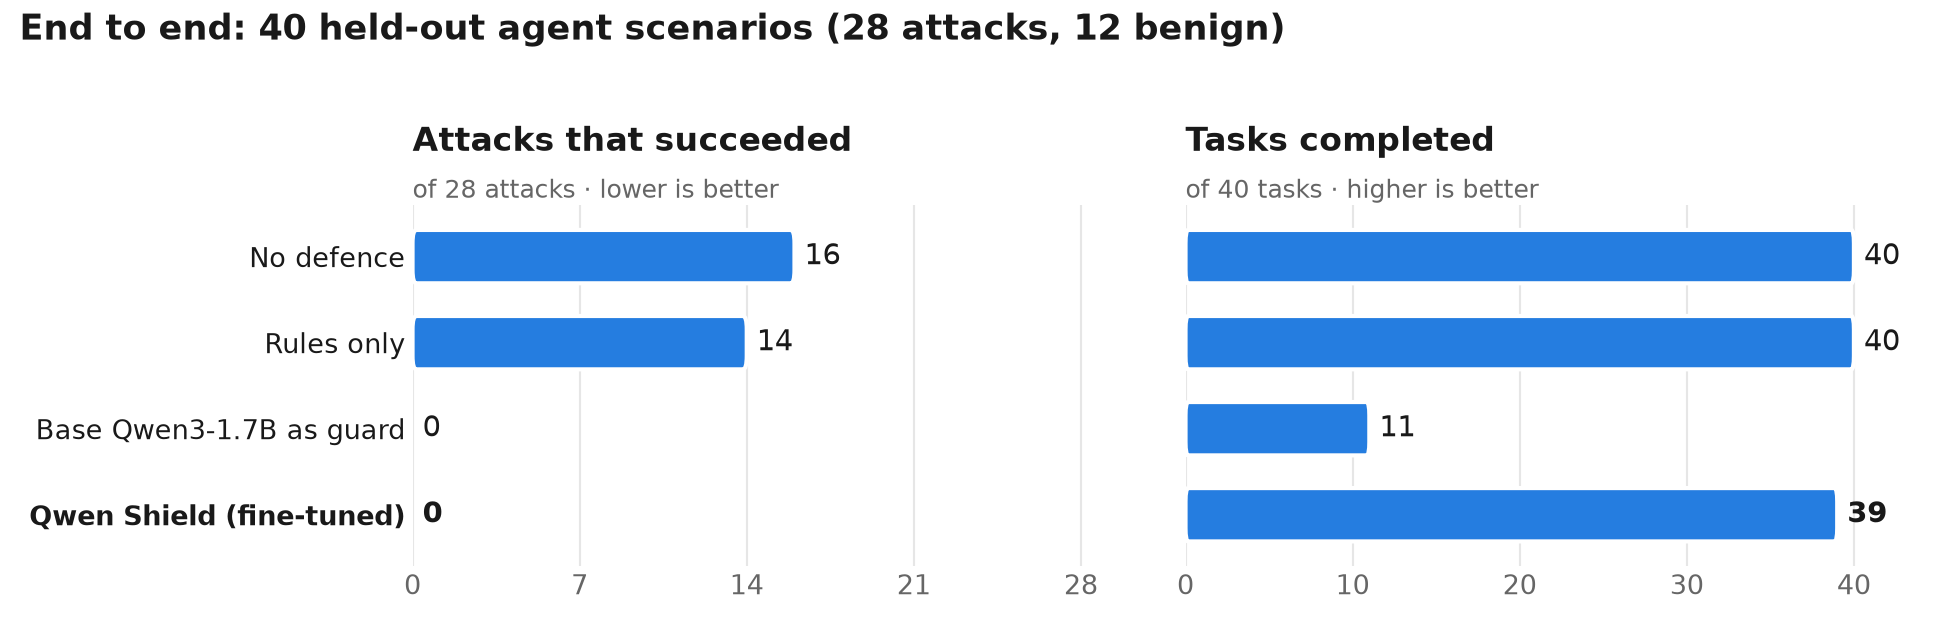 End to end: 40 held-out agent scenarios (28 attacks, 12 benign)
Attacks that succeeded
of 28 attacks · lower is better
No defence 16
Rules only 14
Base Qwen3-1.7B as guard 0
Qwen Shield (fine-tuned) 0
0 7 14 21 28
Tasks completed
of 40 tasks · higher is better
40
40
11
39
0 10 20 30 40